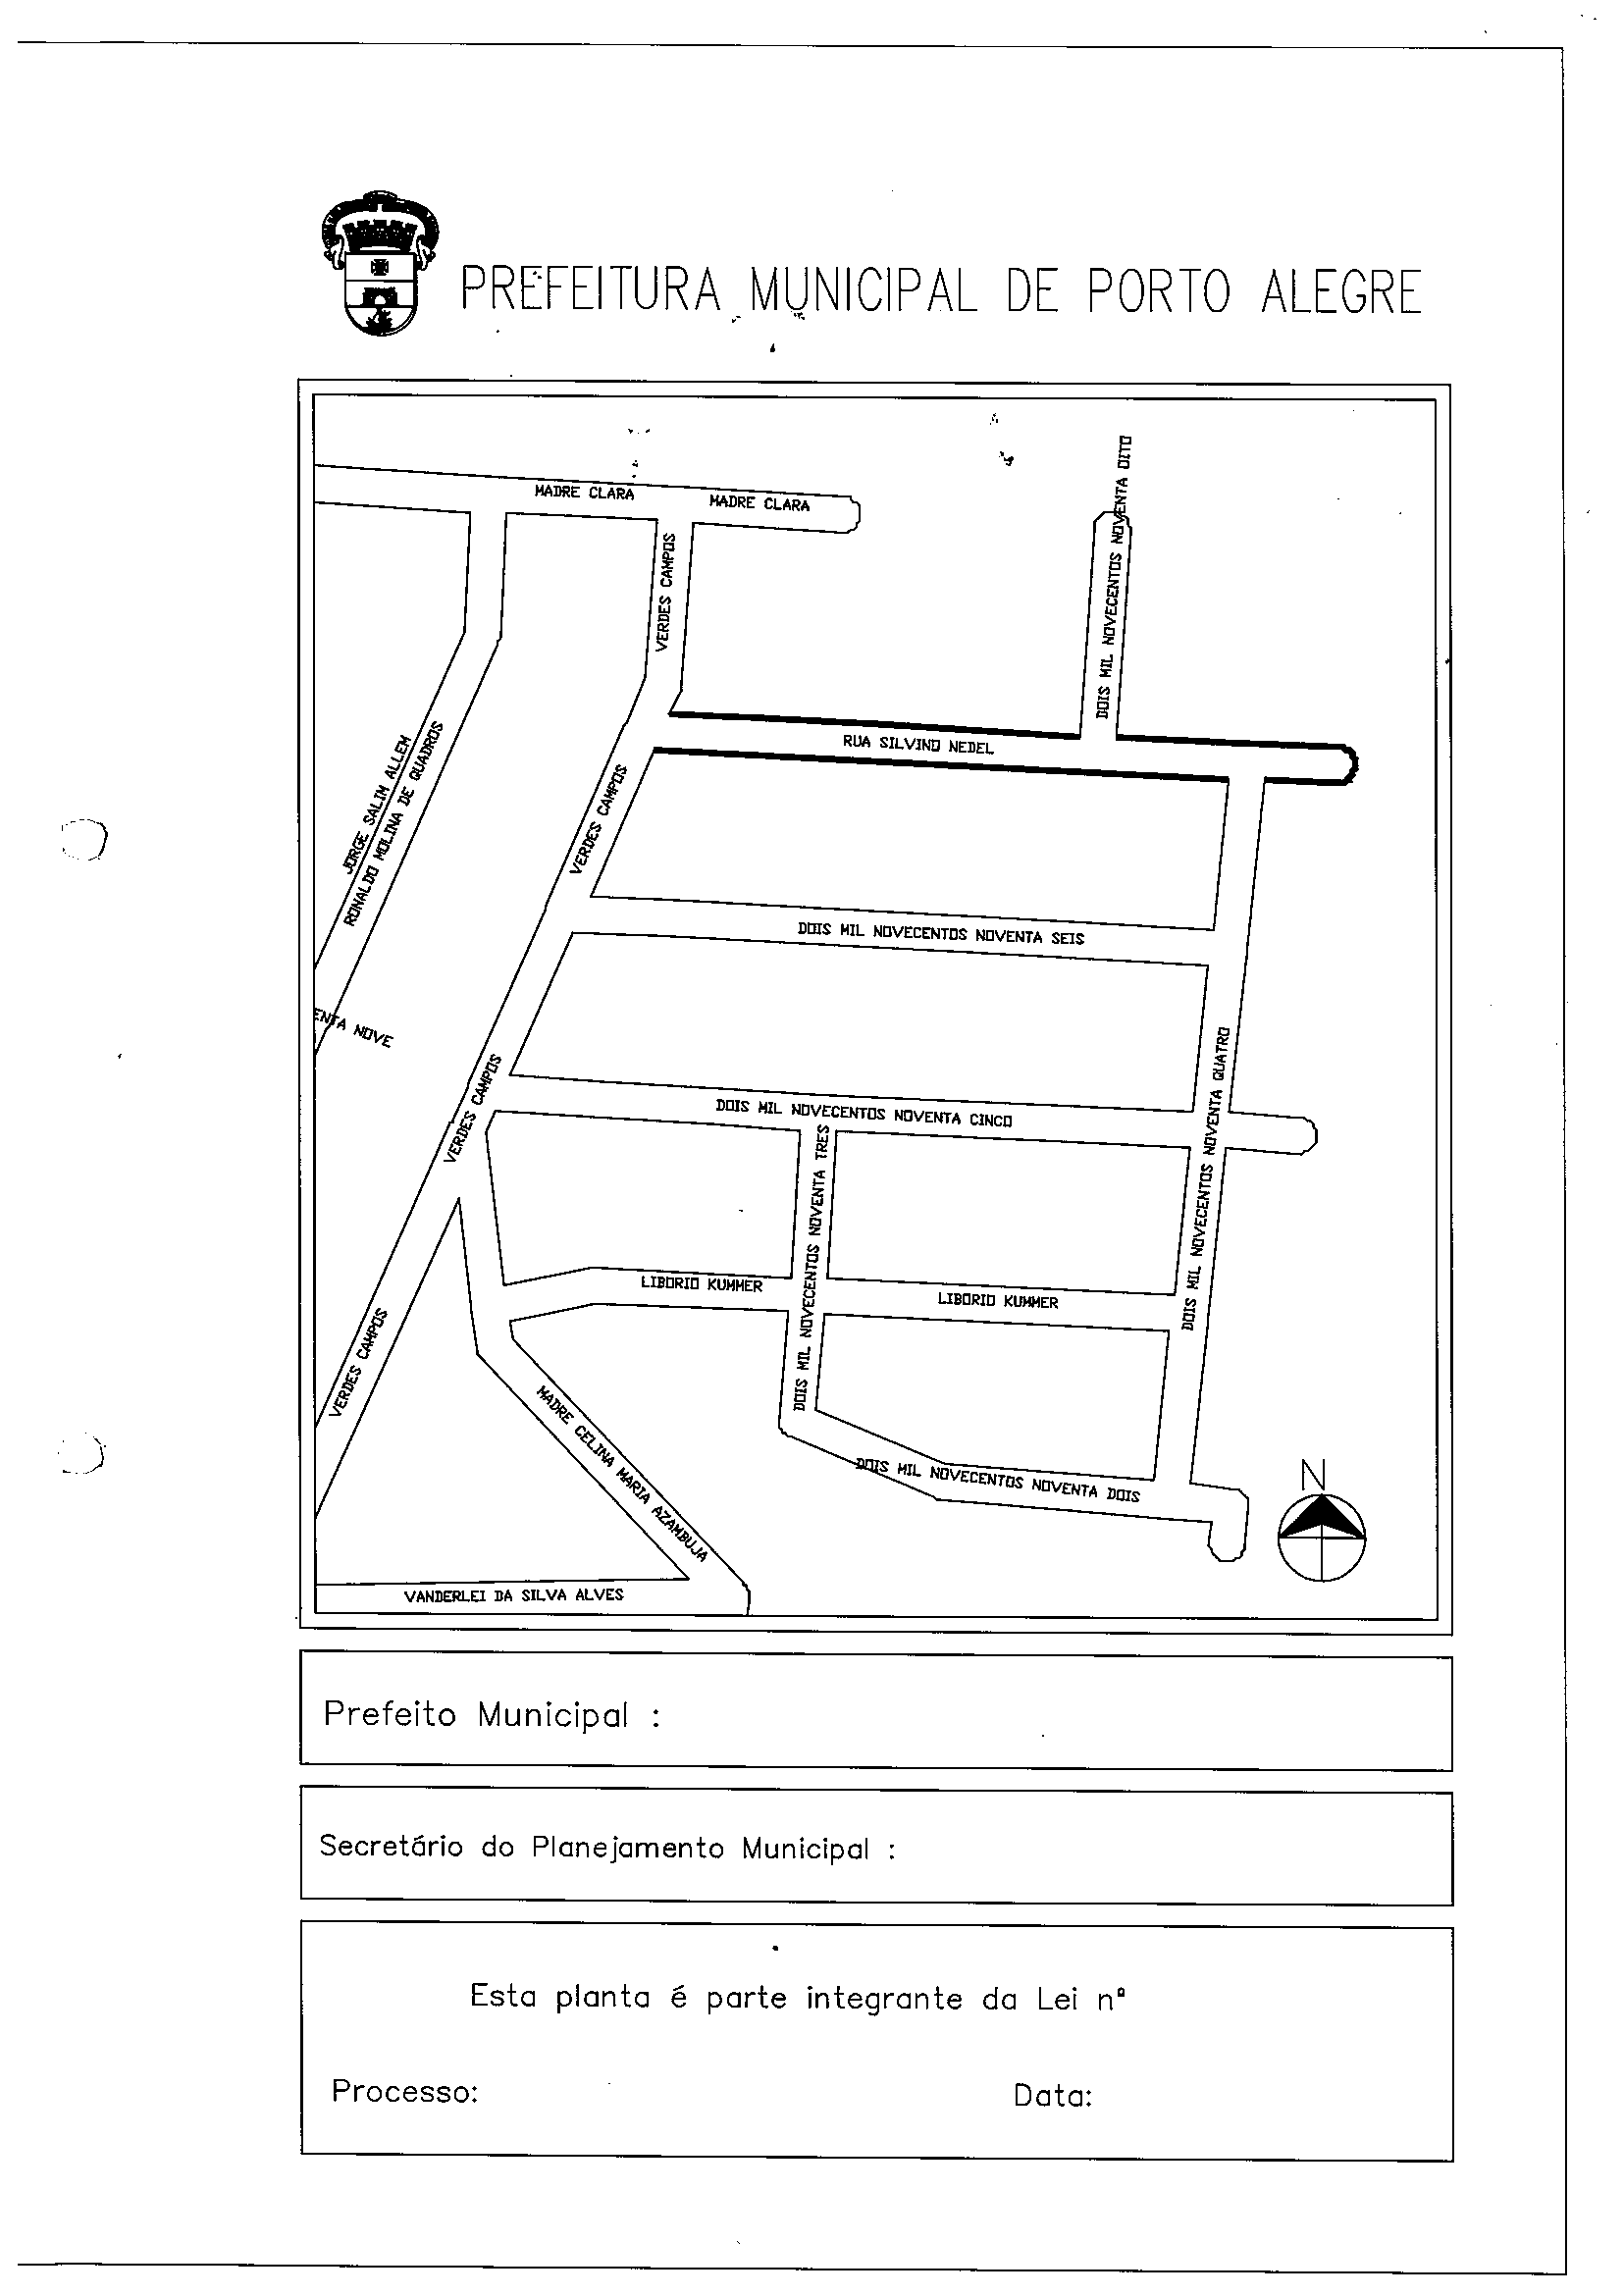 PREFEITURA MUNICIPAL DE PORTO ALEGRE
DOIS MIL NOVECENTOS NOVENTA OITO
MADRE CLARA
MADRE CLARA
VERDES CAMPOS
RUA SILVINO NEDEL
JORGE SALIM ALLEM
RONALDO MOLINA DE QUADROS
VERDES CAMPOS
DOIS MIL NOVECENTOS NOVENTA SEIS
ENTA NOVE
VERDES CAMPOS
DOIS MIL NOVECENTOS NOVENTA CINCO
DOIS MIL NOVECENTOS NOVENTA QUATRO
DOIS MIL NOVECENTOS NOVENTA TRES
LIBORIO KUMMER
LIBORIO KUMMER
VERDES CAMPOS
MADRE CELINA MARIA AZAMBUJA
DOIS MIL NOVECENTOS NOVENTA DOIS
N
VANDERLEI DA SILVA ALVES
Prefeito Municipal :
Secretário do Planejamento Municipal :
Esta planta é parte integrante da Lei nº
Processo:
Data: